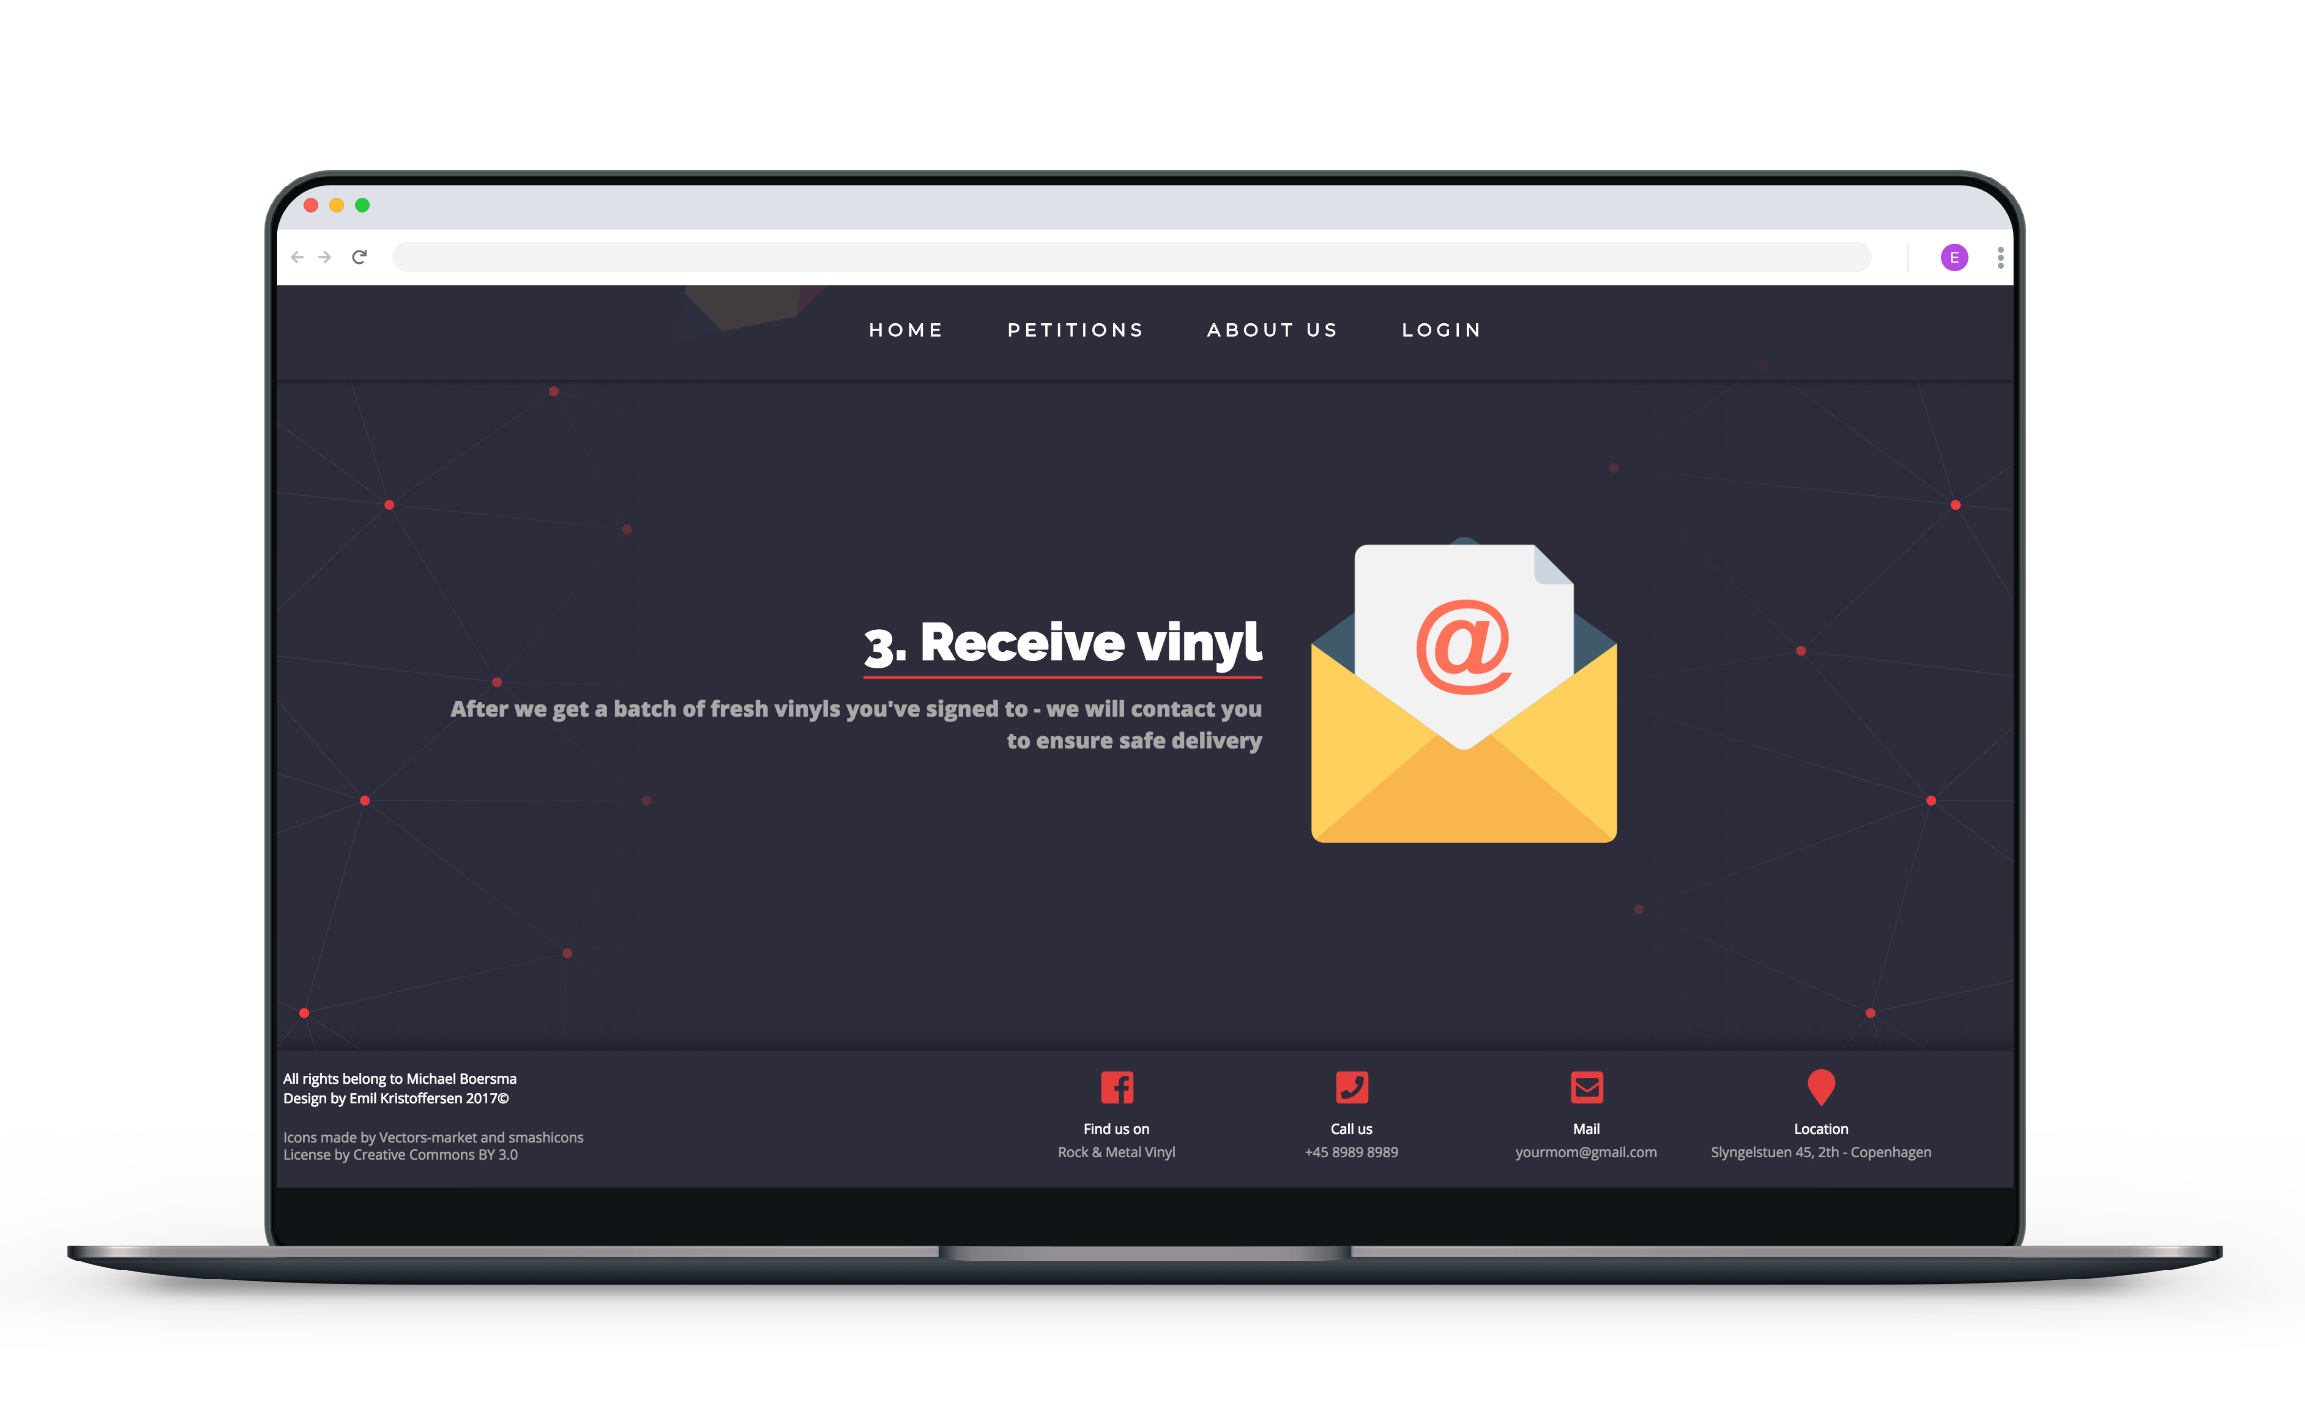 E
HOME PETITIONS ABOUT US LOGIN
@
3. Receive vinyl
After we get a batch of fresh vinyls you've signed to - we will contact you
to ensure safe delivery
All rights belong to Michael Boersma
Design by Emil Kristoffersen 2017©
Icons made by Vectors-market and smashicons
License by Creative Commons BY 3.0
Find us on
Rock & Metal Vinyl
Call us
+45 8989 8989
Mail
yourmom@gmail.com
Location
Slyngelstuen 45, 2th - Copenhagen